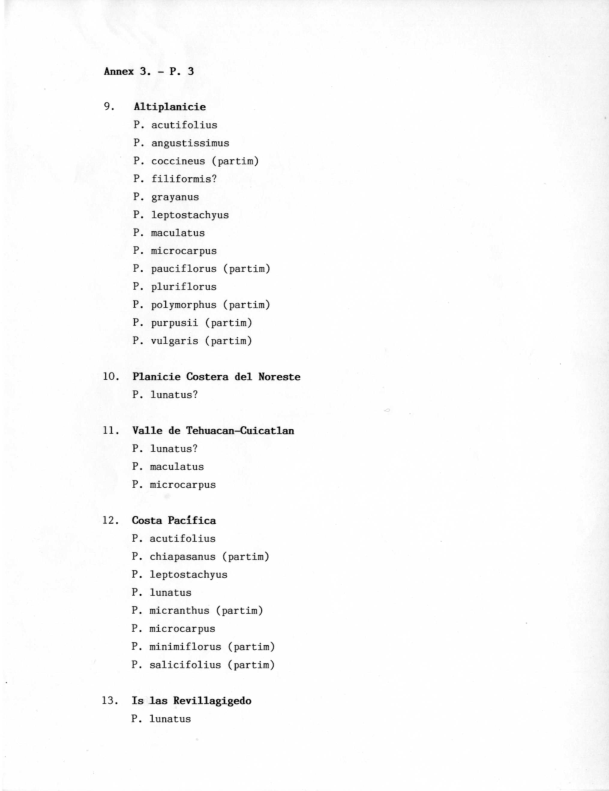 Annex 3. - P. 3
9. Altiplanicie
P. acutifolius
P. angustissimus
P. coccineus (partim)
P. filiformis?
P. grayanus
P. leptostachyus
P. maculatus
P. microcarpus
P. pauciflorus (partim)
P. pluriflorus
P. polymorphus (partim)
P. purpusii (partim)
P. vulgaris (partim)
10. Planicie Costera del Noreste
P. lunatus?
11. Valle de Tehuacan-Cuicatlan
P. lunatus?
P. maculatus
P. microcarpus
12. Costa Pacífica
P. acutifolius
P. chiapasanus (partim)
P. leptostachyus
P. lunatus
P. micranthus (partim)
P. microcarpus
P. minimiflorus (partim)
P. salicifolius (partim)
13. Islas Revillagigedo
P. lunatus